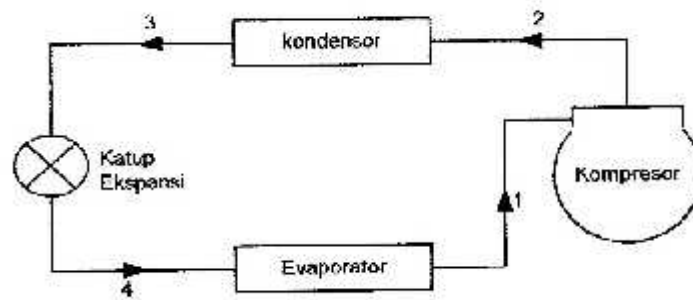 3
kondensor
2
Katup
Ekspansi
Kompresor
1
Evaporator
4